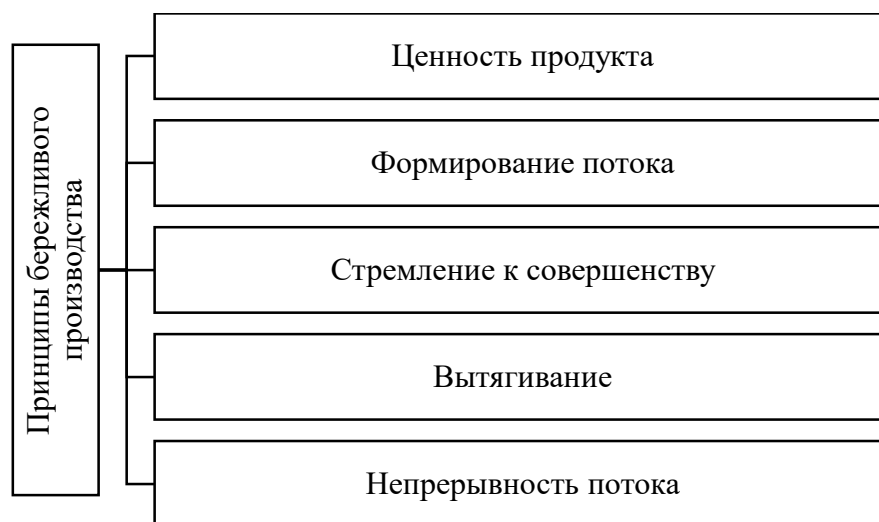 Принципы бережливого
производства
Ценность продукта
Формирование потока
Стремление к совершенству
Вытягивание
Непрерывность потока